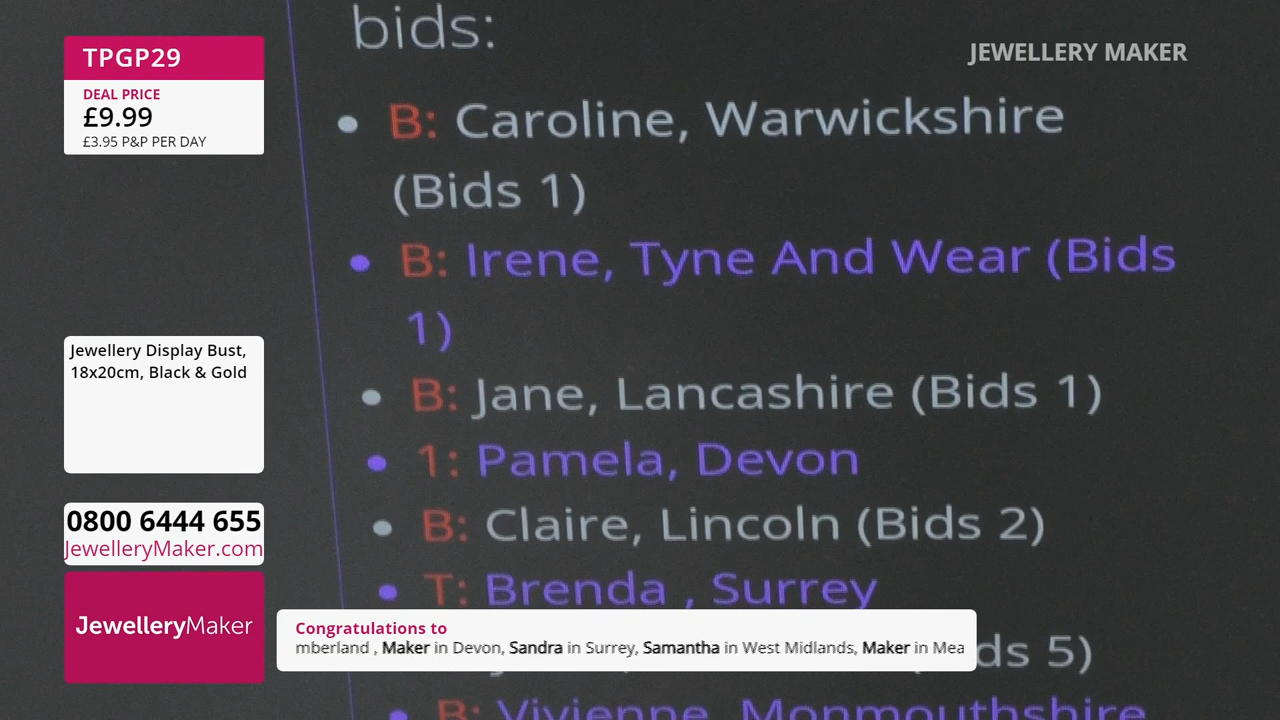 TPGP29
DEAL PRICE
£9.99
£3.95 P&P PER DAY
JEWELLERY MAKER
bids:
B: Caroline, Warwickshire
(Bids 1)
B: Irene, Tyne And Wear (Bids
1)
B: Jane, Lancashire (Bids 1)
1: Pamela, Devon
B: Claire, Lincoln (Bids 2)
T: Brenda , Surrey
ds 5)
B: Vivienne, Monmouthshire
Jewellery Display Bust,
18x20cm, Black & Gold
0800 6444 655
JewelleryMaker.com
JewelleryMaker
Congratulations to
mberland , Maker in Devon, Sandra in Surrey, Samantha in West Midlands, Maker in Mea